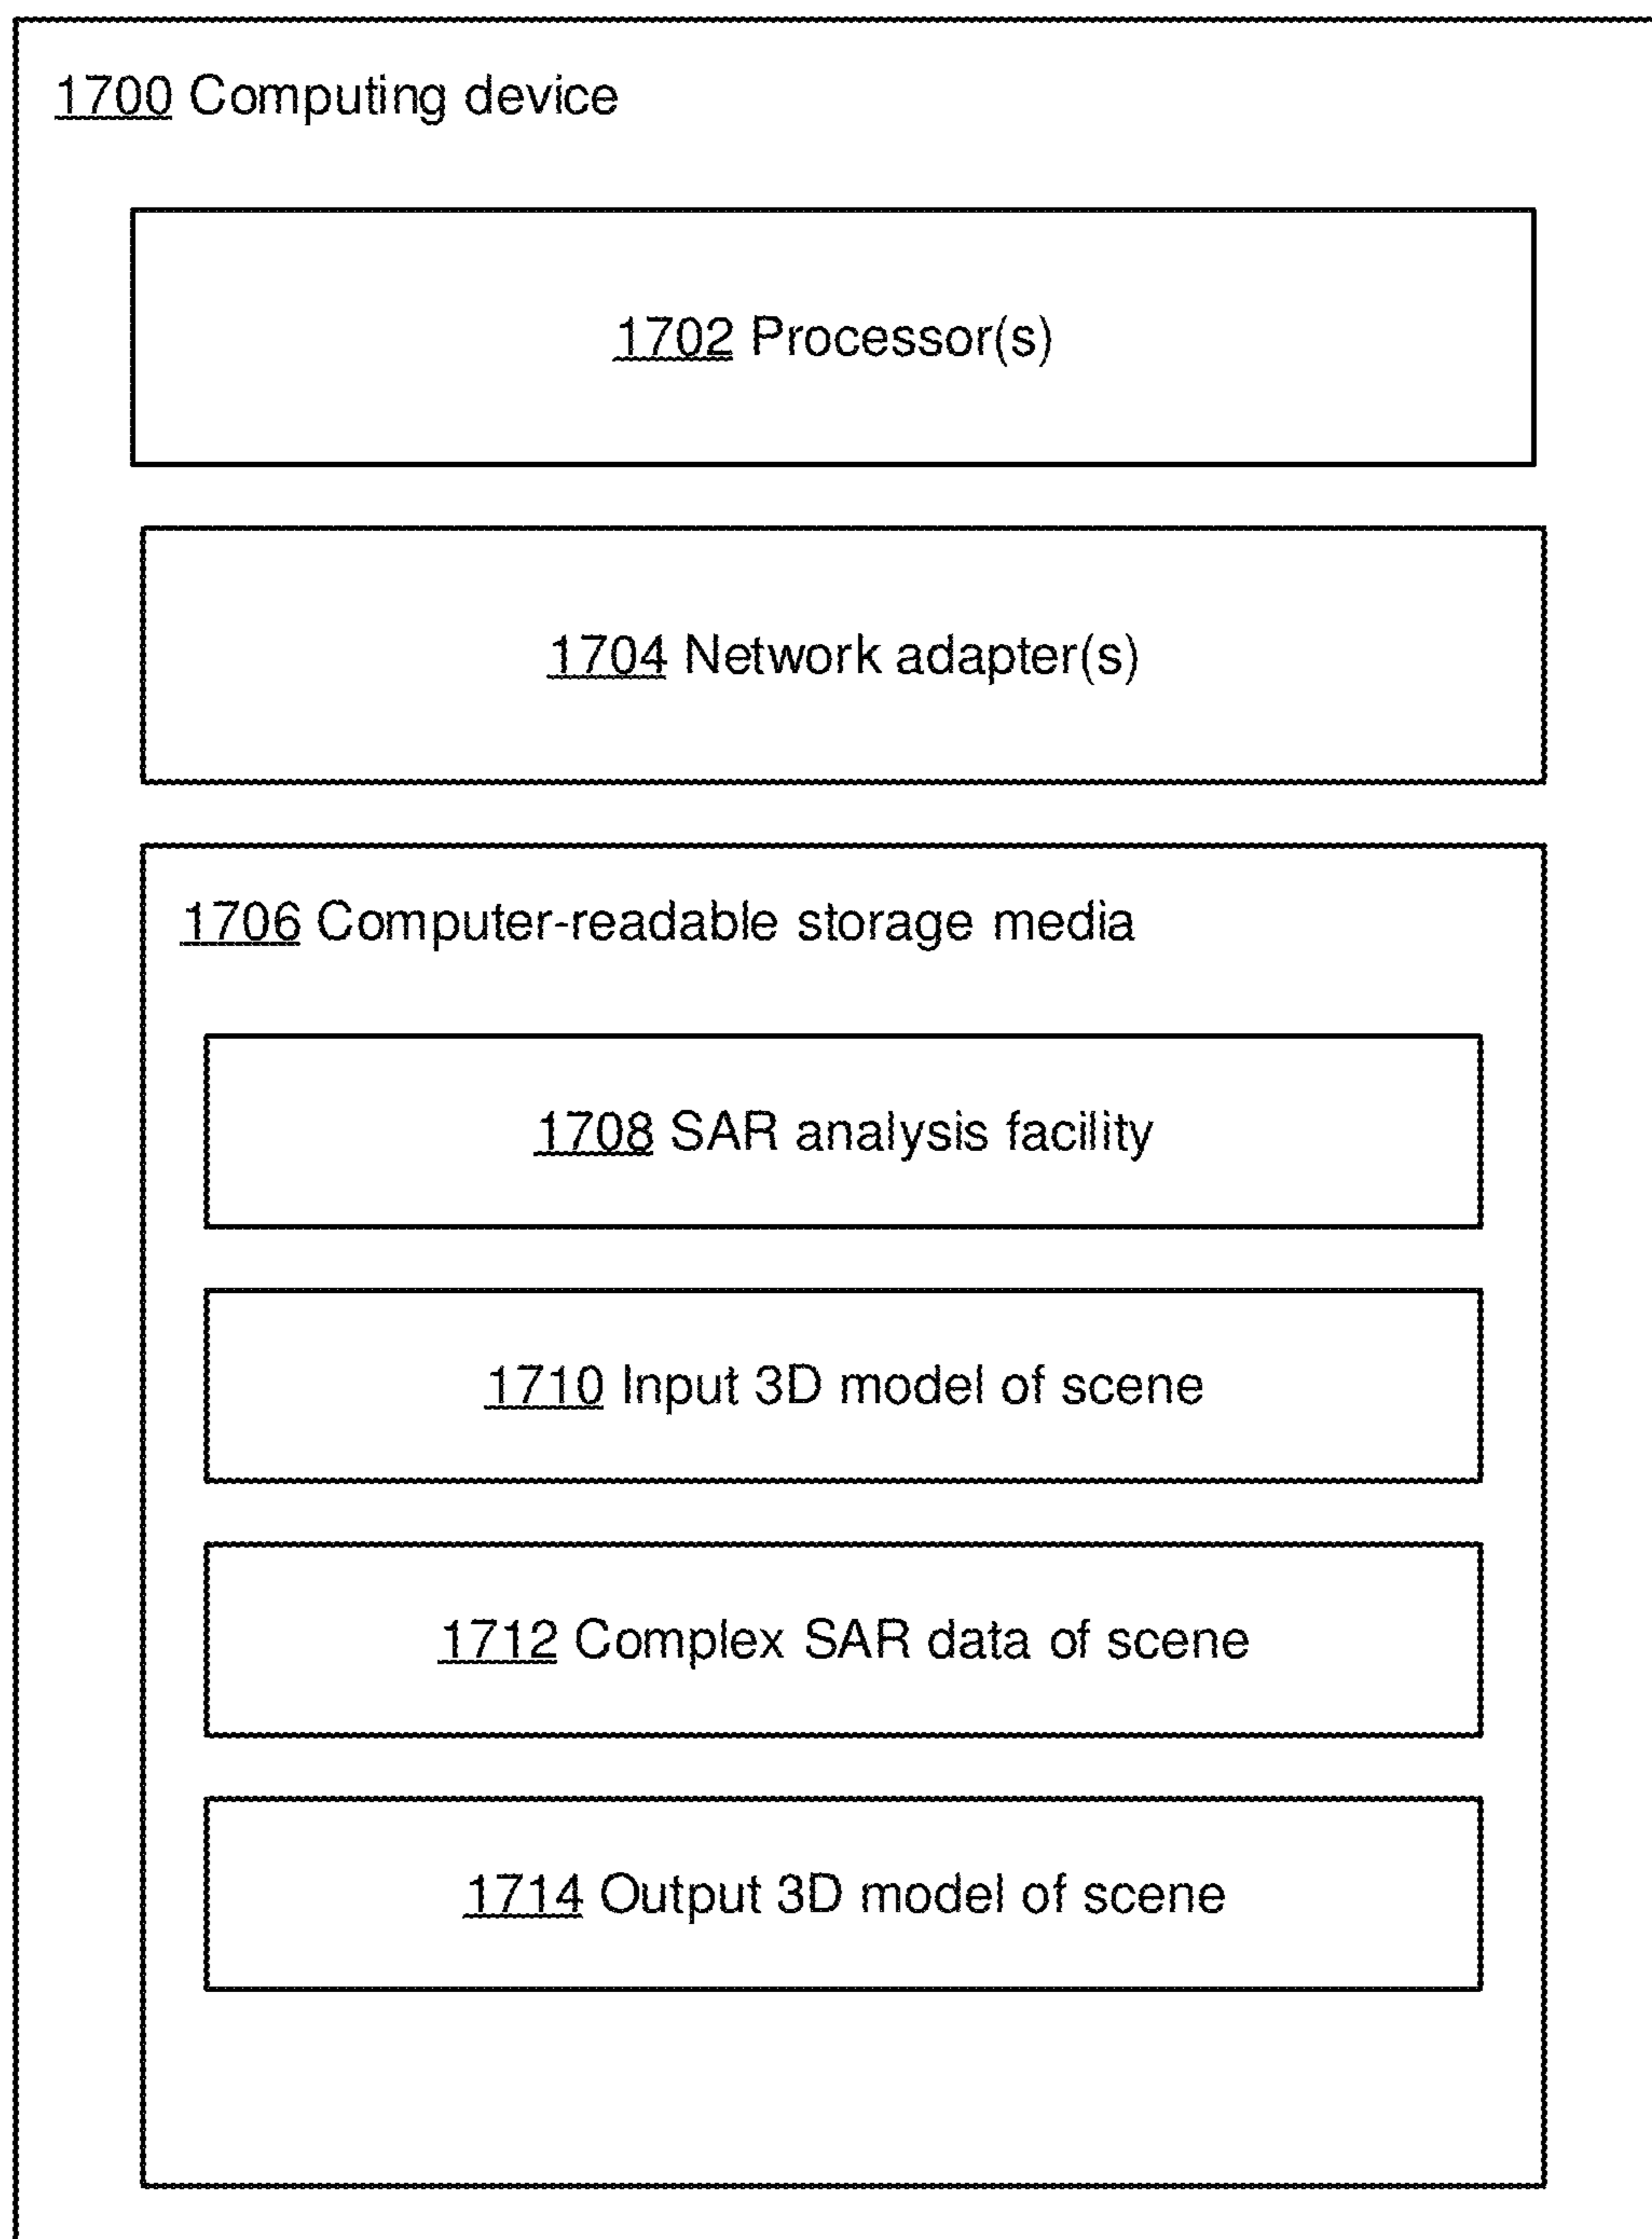 1700 Computing device
1702 Processor(s)
1704 Network adapter(s)
1706 Computer-readable storage media
1708 SAR analysis facility
1710 Input 3D model of scene
1712 Complex SAR data of scene
1714 Output 3D model of scene